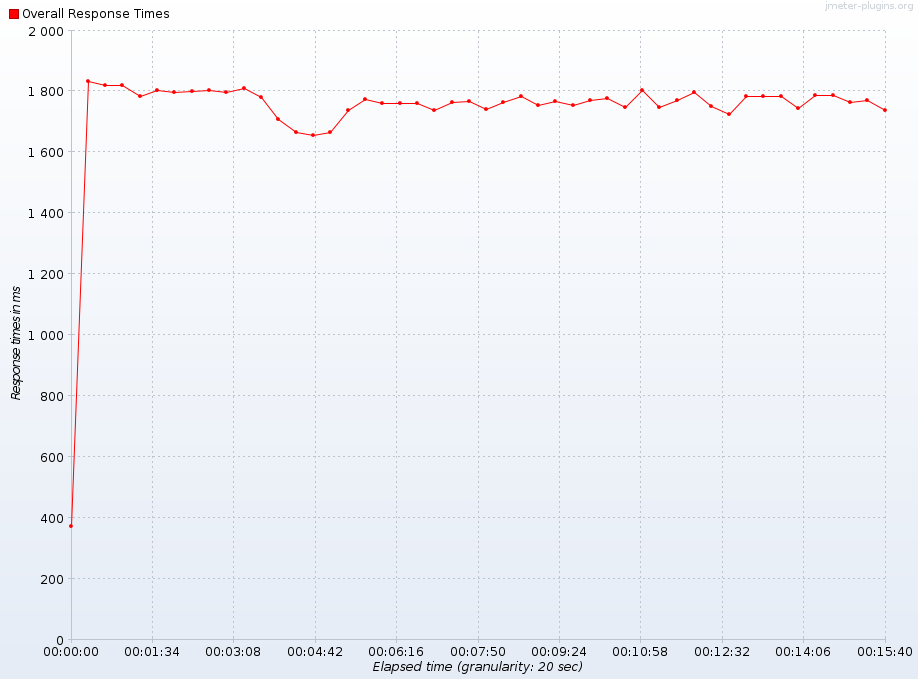 jmeter-plugins.org
Overall Response Times
2 000
1 800
1 600
1 400
1 200
1 000
800
600
400
200
0
Response times in ms
00:00:00 00:01:34 00:03:08 00:04:42 00:06:16 00:07:50 00:09:24 00:10:58 00:12:32 00:14:06 00:15:40
Elapsed time (granularity: 20 sec)